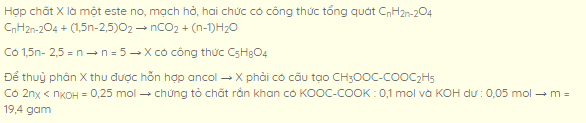 Hợp chất X là một este no, mạch hở, hai chức có công thức tổng quát CnH2n-2O4
CnH2n-2O4 + (1,5n-2,5)O2 → nCO2 + (n-1)H2O
Có 1,5n- 2,5 = n → n = 5 → X có công thức C5H8O4
Để thuỷ phân X thu được hỗn hợp ancol → X phải có cấu tạo CH3OOC-COOC2H5
Có 2nX < nKOH = 0,25 mol → chứng tỏ chất rắn khan có KOOC-COOK : 0,1 mol và KOH dư : 0,05 mol → m =
19,4 gam